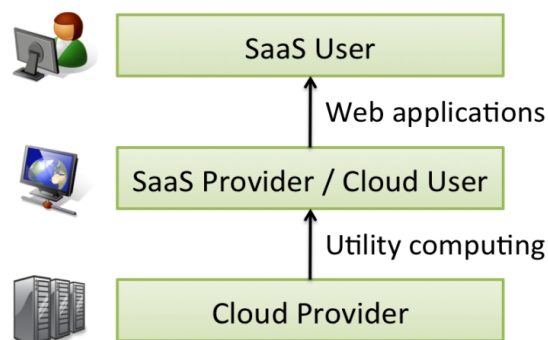 SaaS User
Web applications
SaaS Provider / Cloud User
Utility computing
Cloud Provider